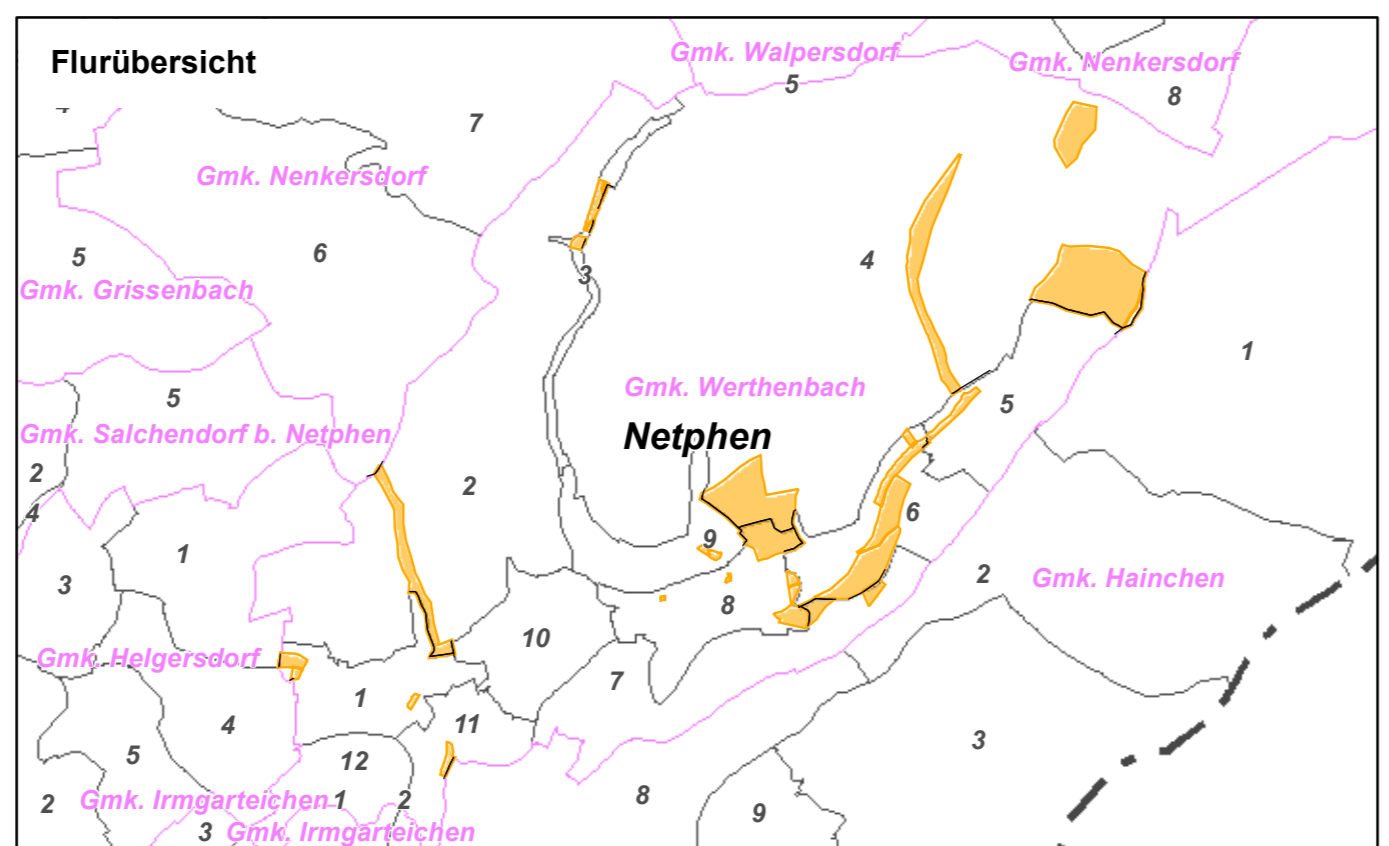 Flurübersicht
Gmk. Walpersdorf
5
Gmk. Nenkersdorf
8
7
Gmk. Nenkersdorf
6
5
Gmk. Grissenbach
3
4
5
Gmk. Salchendorf b. Netphen
2
4
Gmk. Werthenbach
Netphen
1
5
2
6
9
1
3
8
2
Gmk. Hainchen
10
7
Gmk. Helgersdorf
1
4
11
3
5
12
2
Gmk. Irmgarteichen
1
2
8
9
3
Gmk. Irmgarteichen